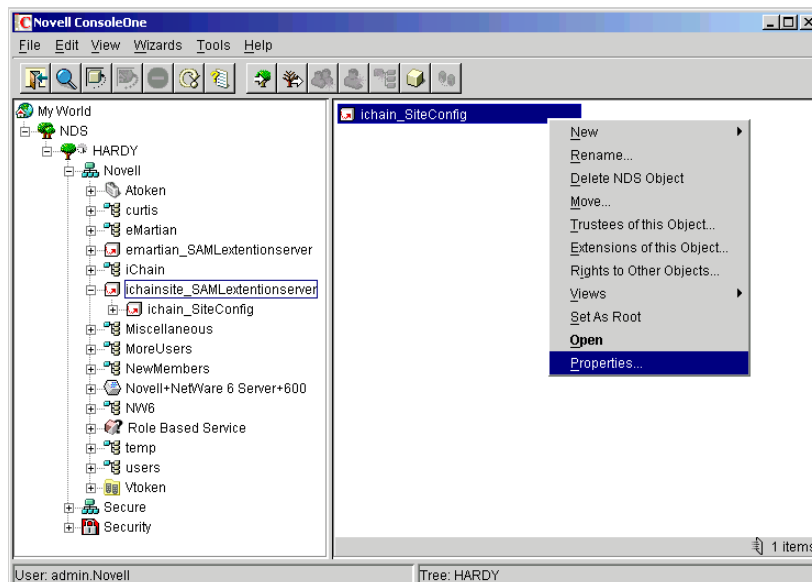 Novell ConsoleOne
File Edit View Wizards Tools Help
My World
NDS
HARDY
Novell
Atoken
curtis
eMartian
emartian_SAMLextentionserver
iChain
ichainsite_SAMLextentionserver
ichain_SiteConfig
Miscellaneous
MoreUsers
NewMembers
Novell+NetWare 6 Server+600
NW6
Role Based Service
temp
users
Vtoken
Secure
Security
ichain_SiteConfig
New
Rename...
Delete NDS Object
Move...
Trustees of this Object...
Extensions of this Object...
Rights to Other Objects...
Views
Set As Root
Open
Properties...
1 items
User: admin.Novell
Tree: HARDY